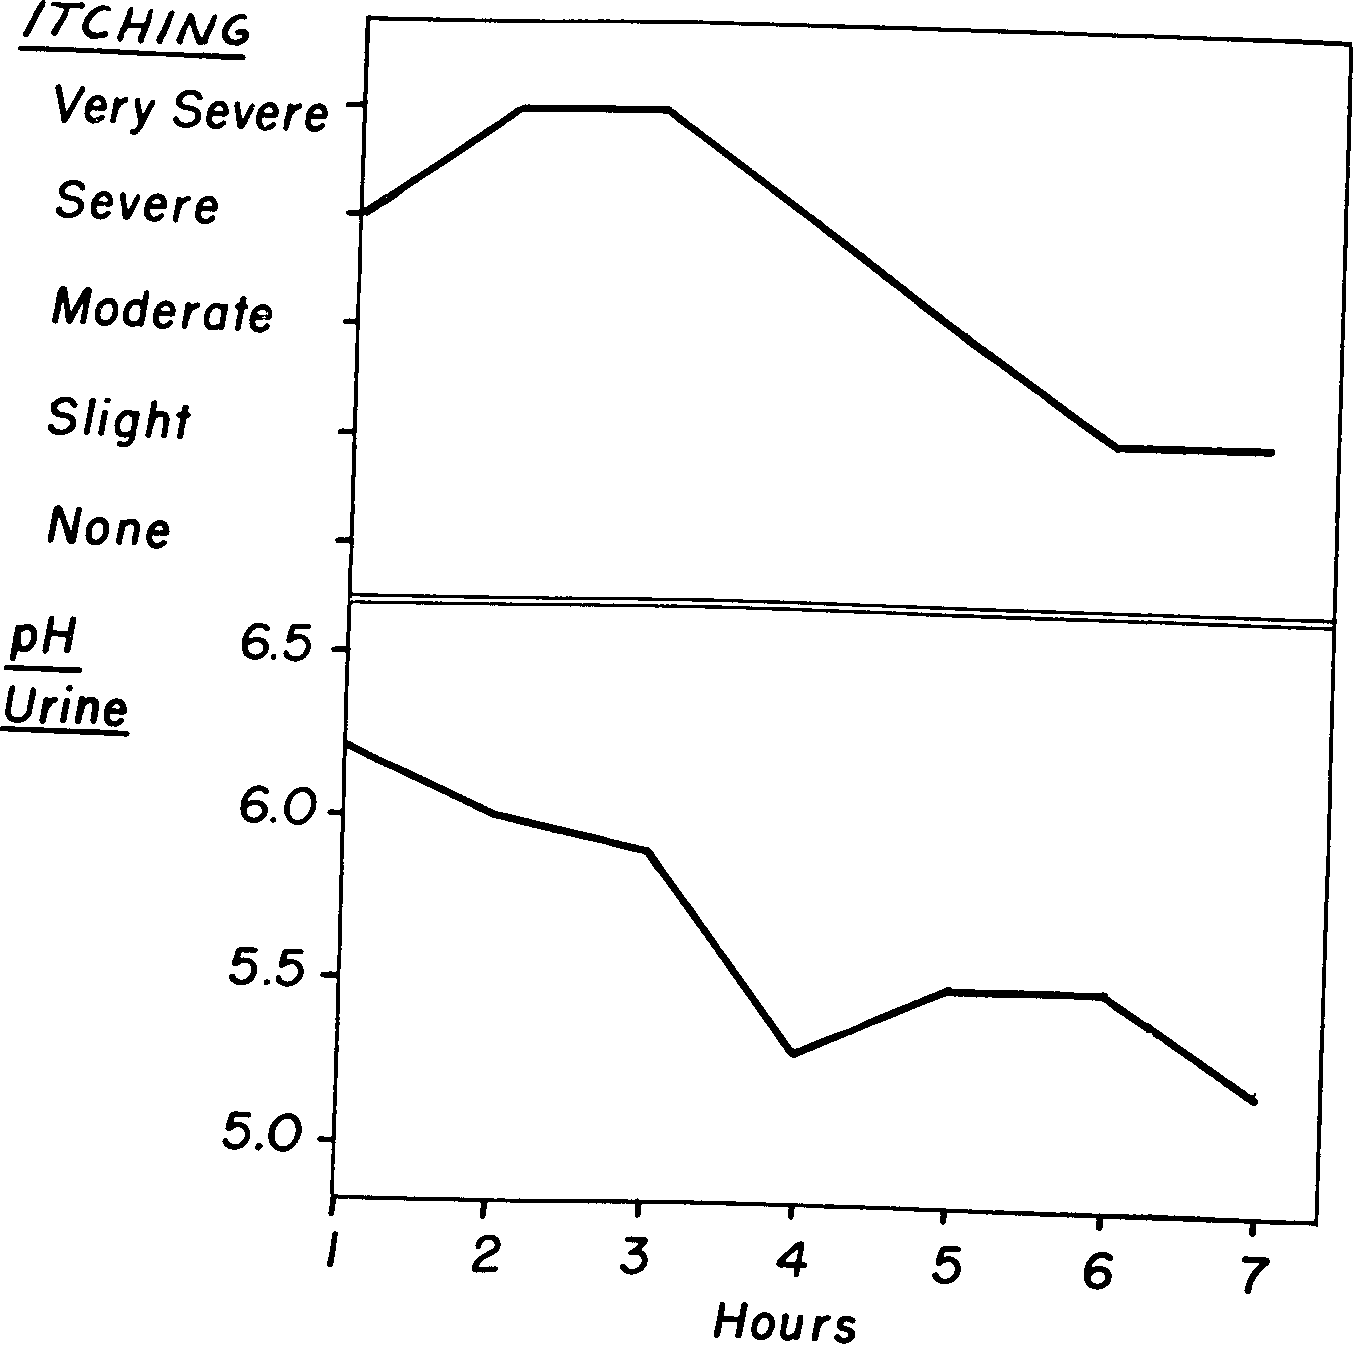 ITCHING
Very Severe
Severe
Moderate
Slight
None
pH
Urine
6.5
6.0
5.5
5.0
1 2 3 4 5 6 7
Hours